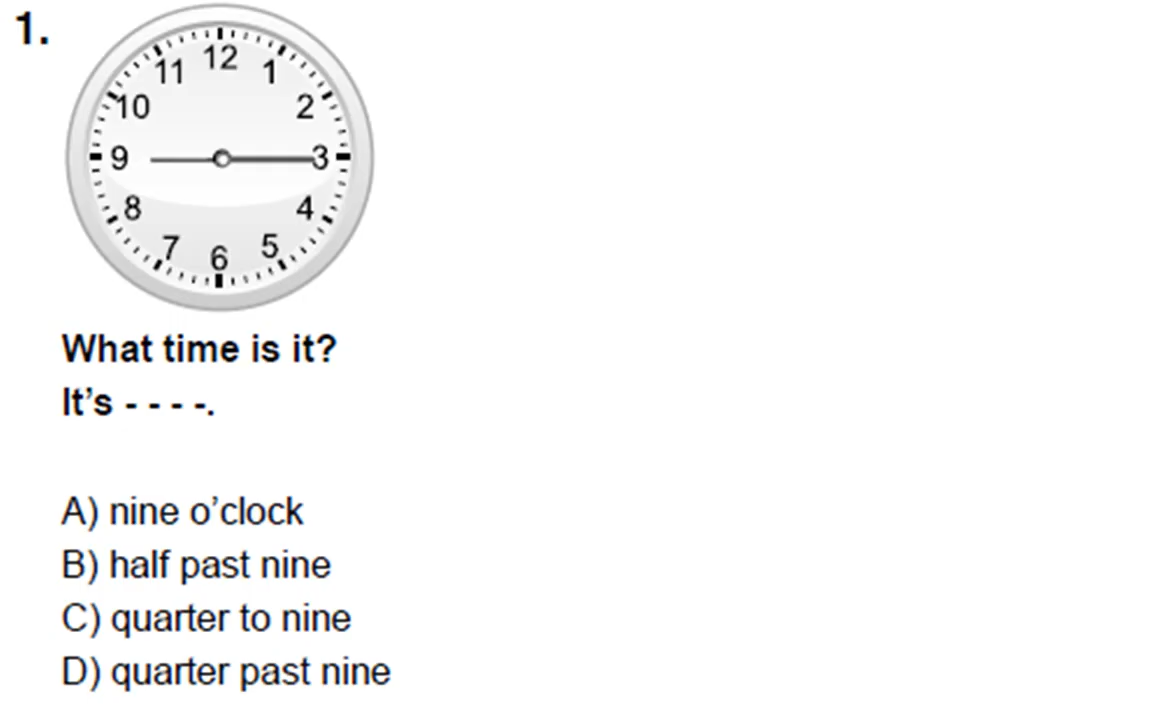 1.
12
11 1
10 2
9 3
8 4
7 5
6
What time is it?
It’s - - - -.
A) nine o’clock
B) half past nine
C) quarter to nine
D) quarter past nine